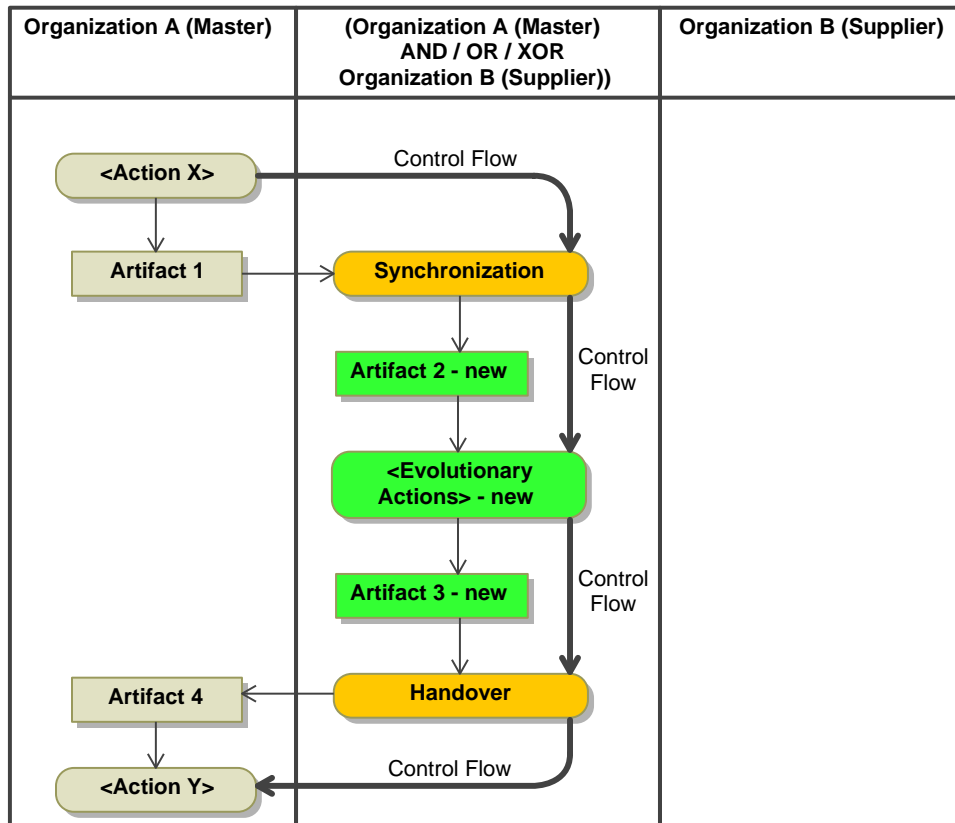 Organization A (Master)
(Organization A (Master)
AND / OR / XOR
Organization B (Supplier))
Organization B (Supplier)
Control Flow
<Action X>
Artifact 1
Synchronization
Control
Flow
Artifact 2 - new
<Evolutionary
Actions> - new
Control
Flow
Artifact 3 - new
Artifact 4
Handover
Control Flow
<Action Y>